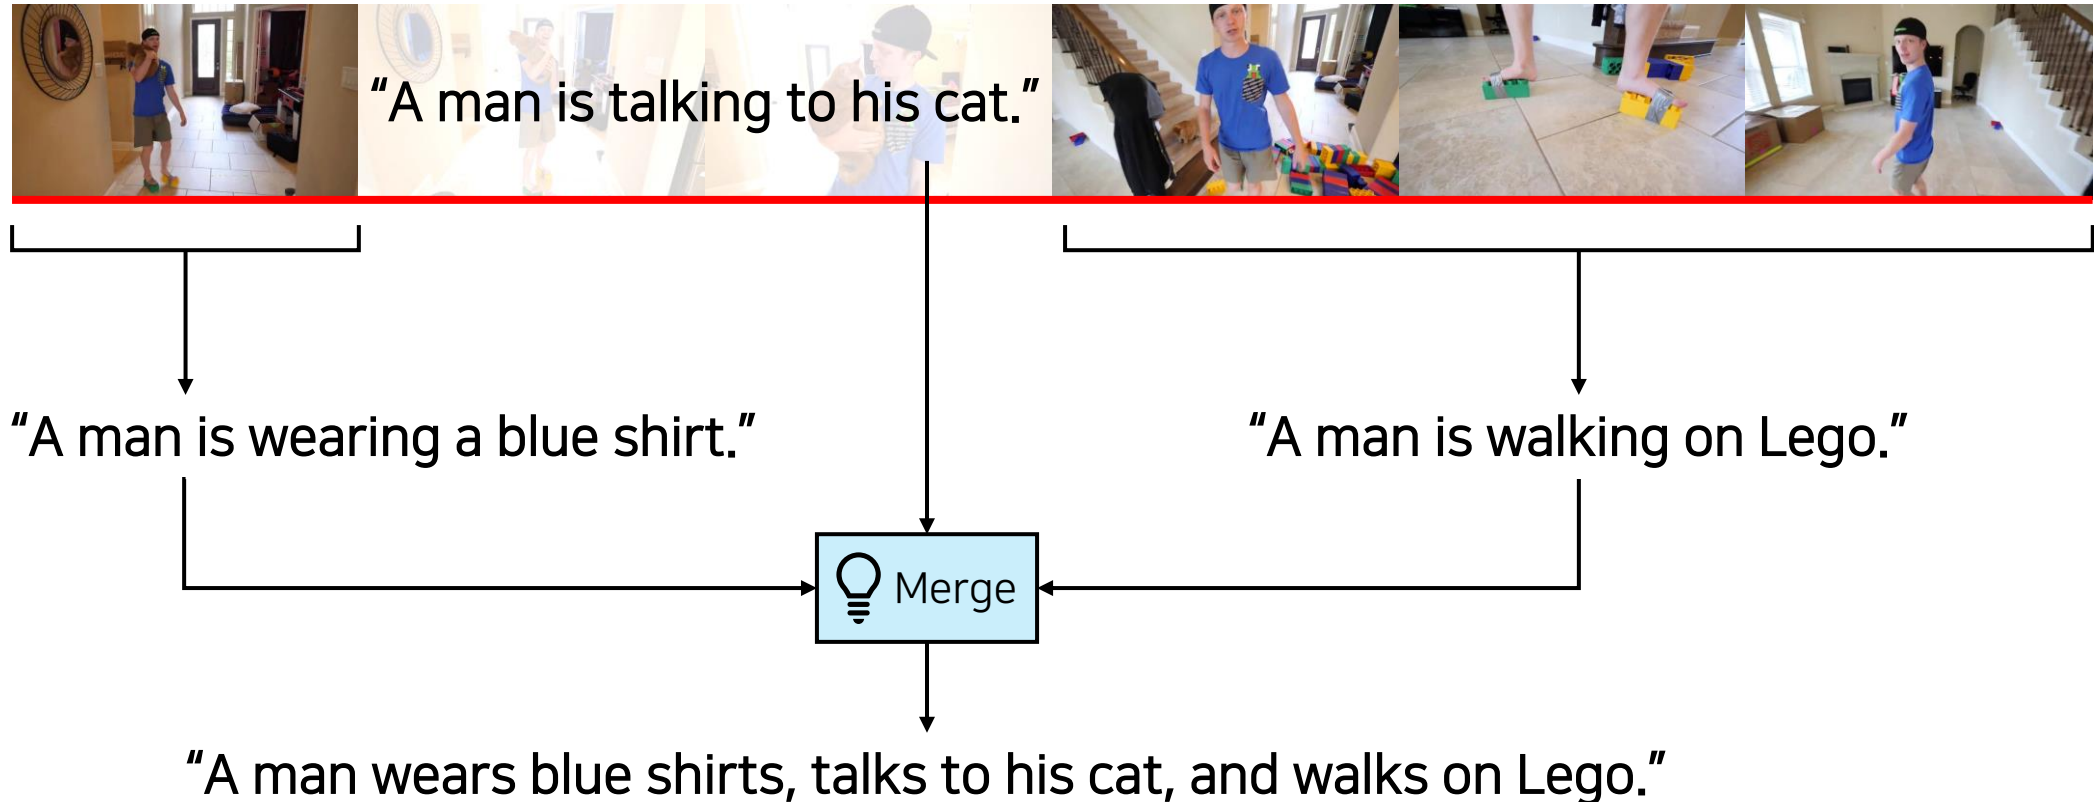 “A man is talking to his cat.”
“A man is wearing a blue shirt.”
“A man is walking on Lego.”
Merge
“A man wears blue shirts, talks to his cat, and walks on Lego.”